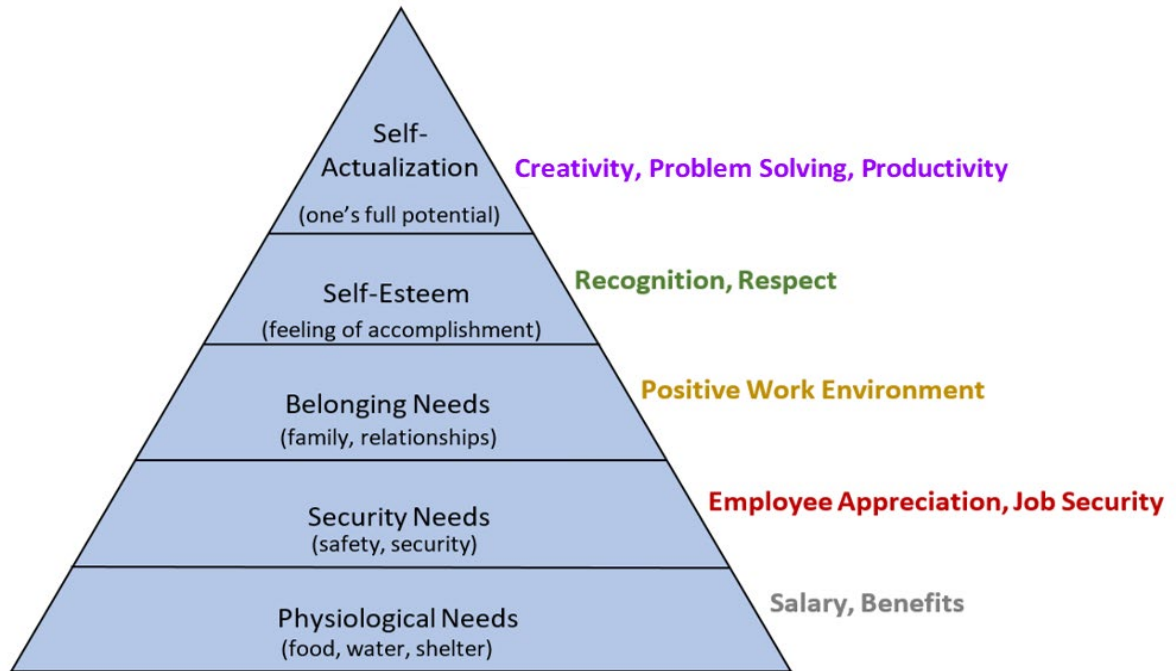 Self-
Actualization
Creativity, Problem Solving, Productivity
(one's full potential)
Recognition, Respect
Self-Esteem
(feeling of accomplishment)
Positive Work Environment
Belonging Needs
(family, relationships)
Employee Appreciation, Job Security
Security Needs
(safety, security)
Salary, Benefits
Physiological Needs
(food, water, shelter)